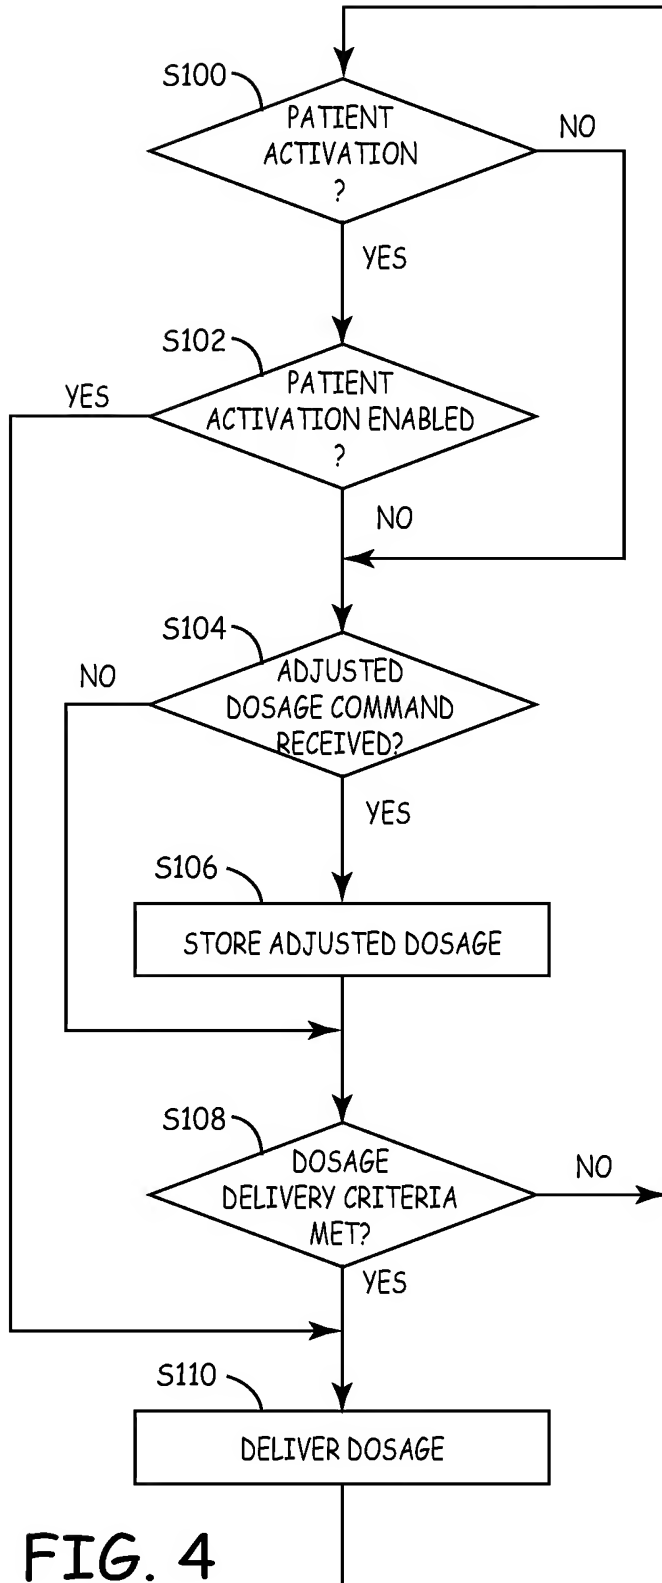 S100
PATIENT
ACTIVATION
?
NO
YES
S102
PATIENT
ACTIVATION ENABLED
?
YES
NO
S104
ADJUSTED
DOSAGE COMMAND
RECEIVED?
NO
YES
S106
STORE ADJUSTED DOSAGE
S108
DOSAGE
DELIVERY CRITERIA
MET?
NO
YES
S110
DELIVER DOSAGE
FIG. 4